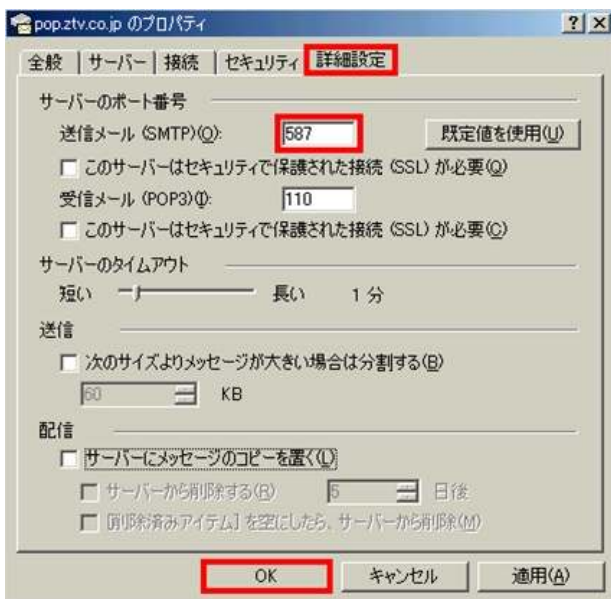 pop.ztv.co.jp のプロパティ
全般 サーバー 接続 セキュリティ 詳細設定
サーバーのポート番号
送信メール (SMTP)(O): 587 既定値を使用(U)
このサーバーはセキュリティで保護された接続 (SSL) が必要(Q)
受信メール (POP3)(I): 110
このサーバーはセキュリティで保護された接続 (SSL) が必要(C)
サーバーのタイムアウト
短い 長い 1 分
送信
次のサイズよりメッセージが大きい場合は分割する(B)
60 KB
配信
サーバーにメッセージのコピーを置く(L)
サーバーから削除する(R) 5 日後
[削除済みアイテム] を空にしたら、サーバーから削除(M)
OK キャンセル 適用(A)